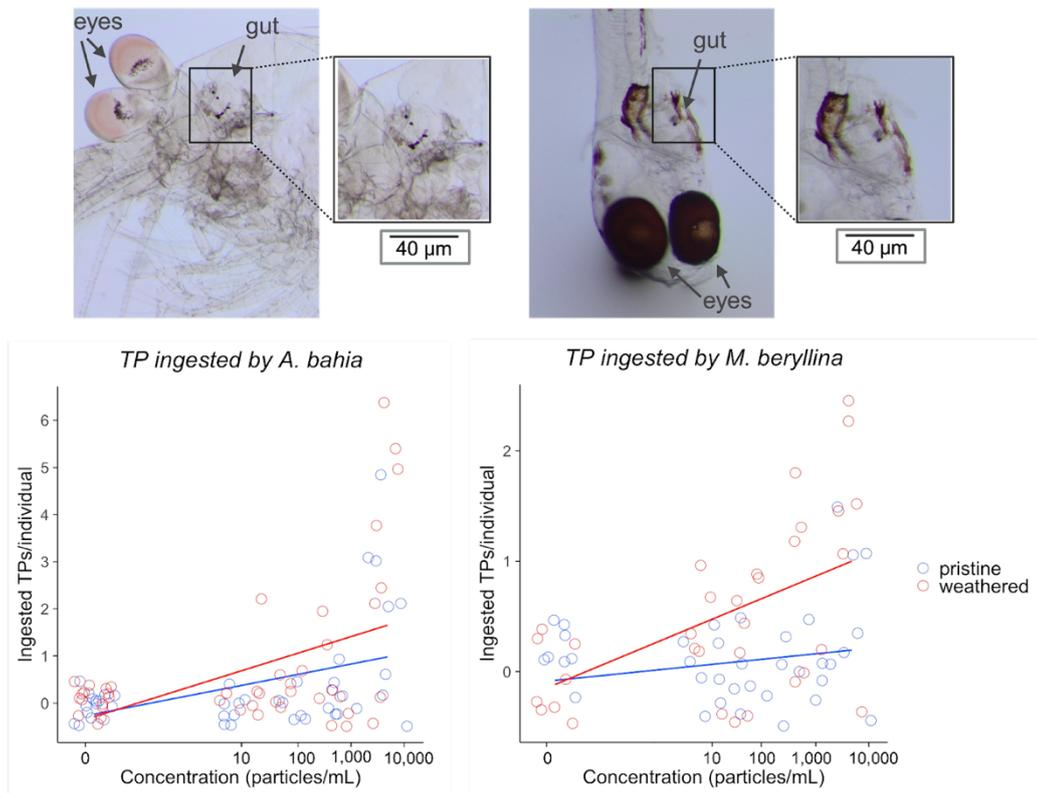 eyes
gut
40 µm
gut
eyes
40 µm
TP ingested by A. bahia
Ingested TPs/individual
6
5
4
3
2
1
0
0 10 100 1,000 10,000
Concentration (particles/mL)
TP ingested by M. beryllina
Ingested TPs/individual
2
1
0
0 10 100 1,000 10,000
Concentration (particles/mL)
pristine
weathered